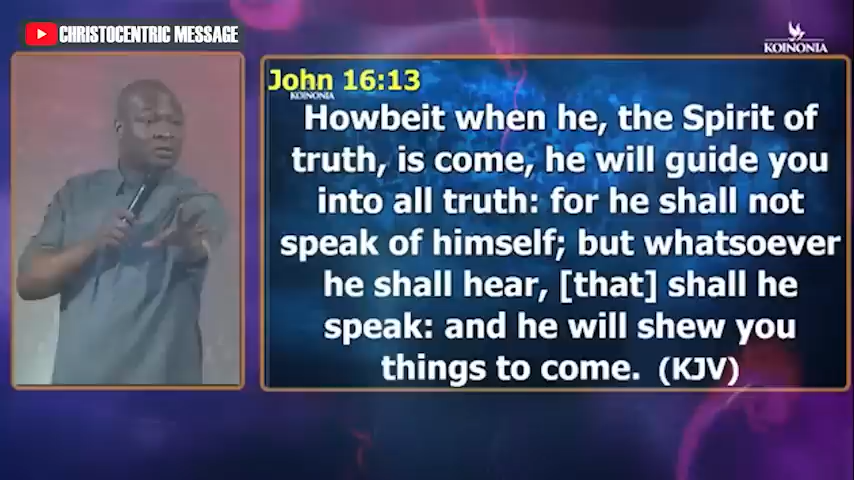 CHRISTOCENTRIC MESSAGE
KOINONIA
John 16:13
KOINONIA
Howbeit when he, the Spirit of
truth, is come, he will guide you
into all truth: for he shall not
speak of himself; but whatsoever
he shall hear, [that] shall he
speak: and he will shew you
things to come. (KJV)